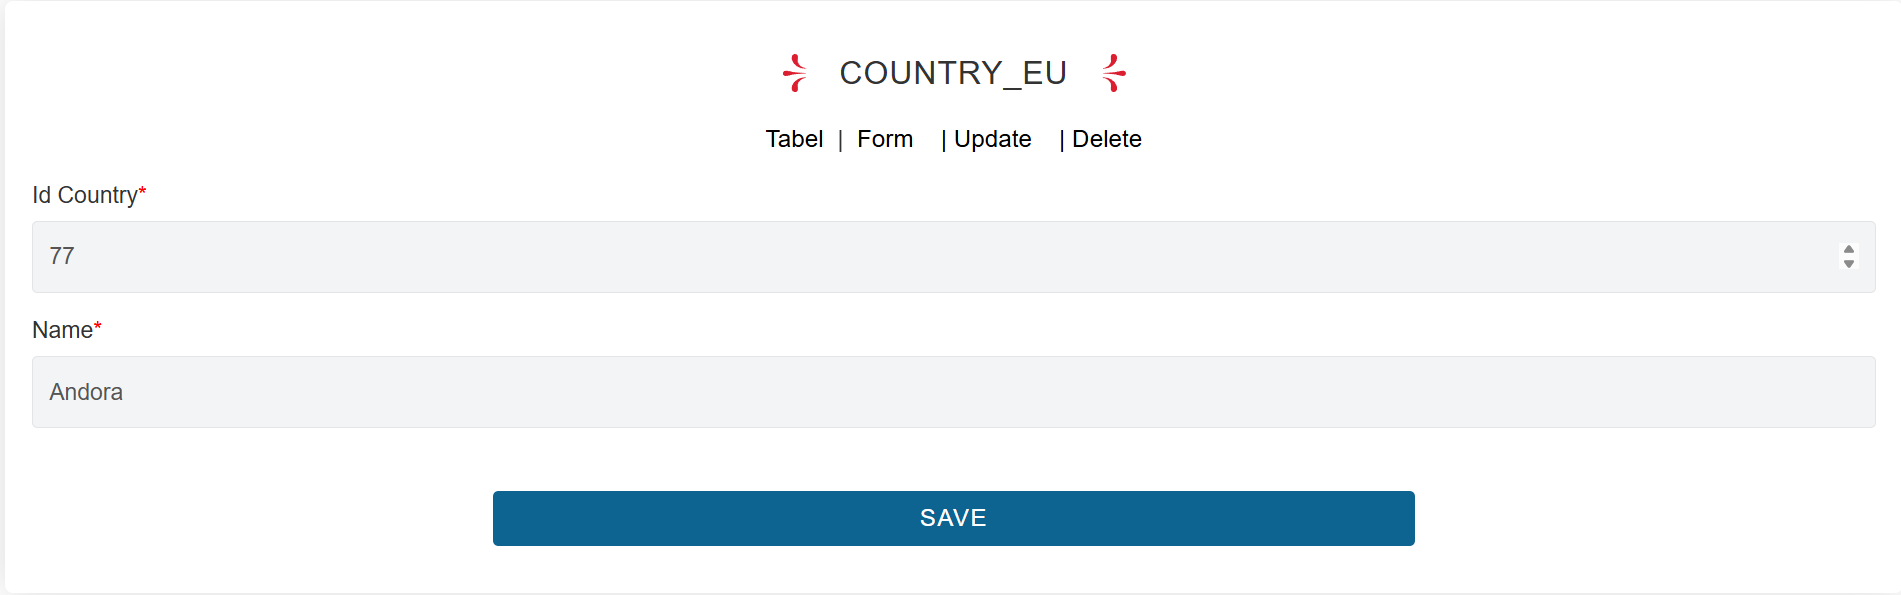 COUNTRY_EU
Tabel | Form | Update | Delete
Id Country*
77
Name*
Andora
SAVE